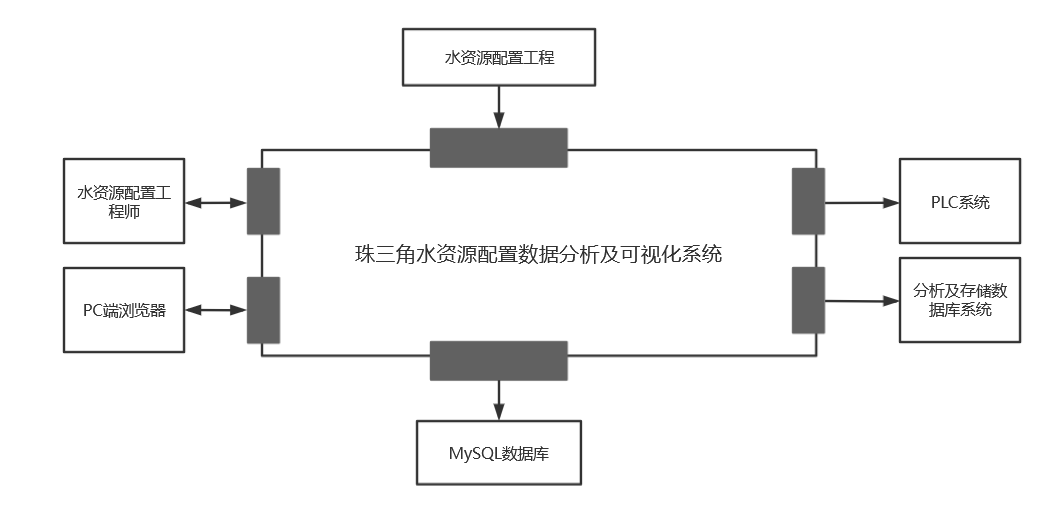 水资源配置工程
水资源配置工
程师
PLC系统
珠三角水资源配置数据分析及可视化系统
PC端浏览器
分析及存储数
据库系统
MySQL数据库